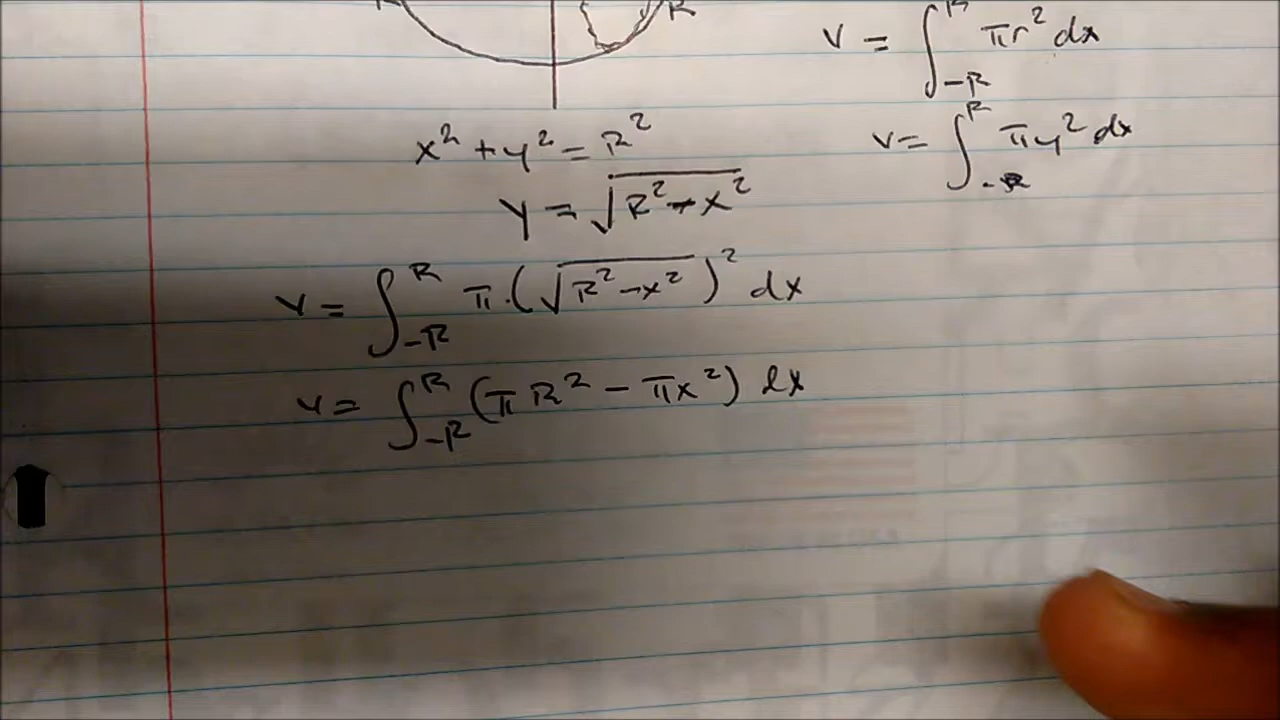 R R
V = ∫_{-R}^{R} πr² dx
V = ∫_{-R}^{R} πy² dx
x² + y² = R²
y = √(R² - x²)
V = ∫_{-R}^{R} π·(√(R² - x²))² dx
V = ∫_{-R}^{R} (πR² - πx²) dx